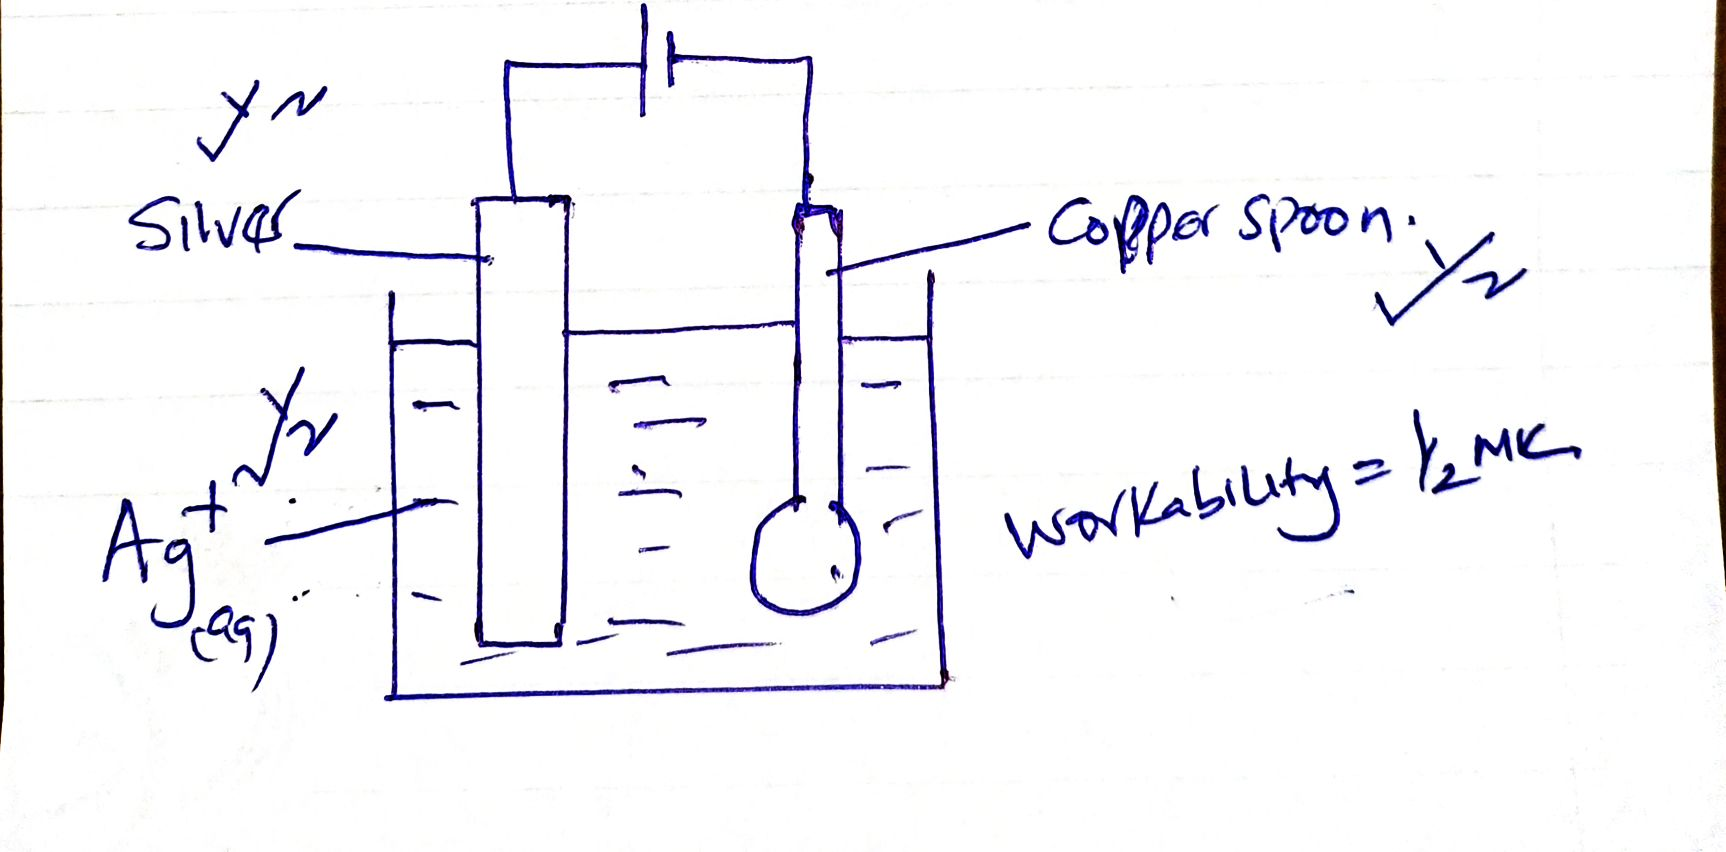 √½
Silver
Copper spoon.
√½
√½
Ag+
(aq)
workability = ½ MK